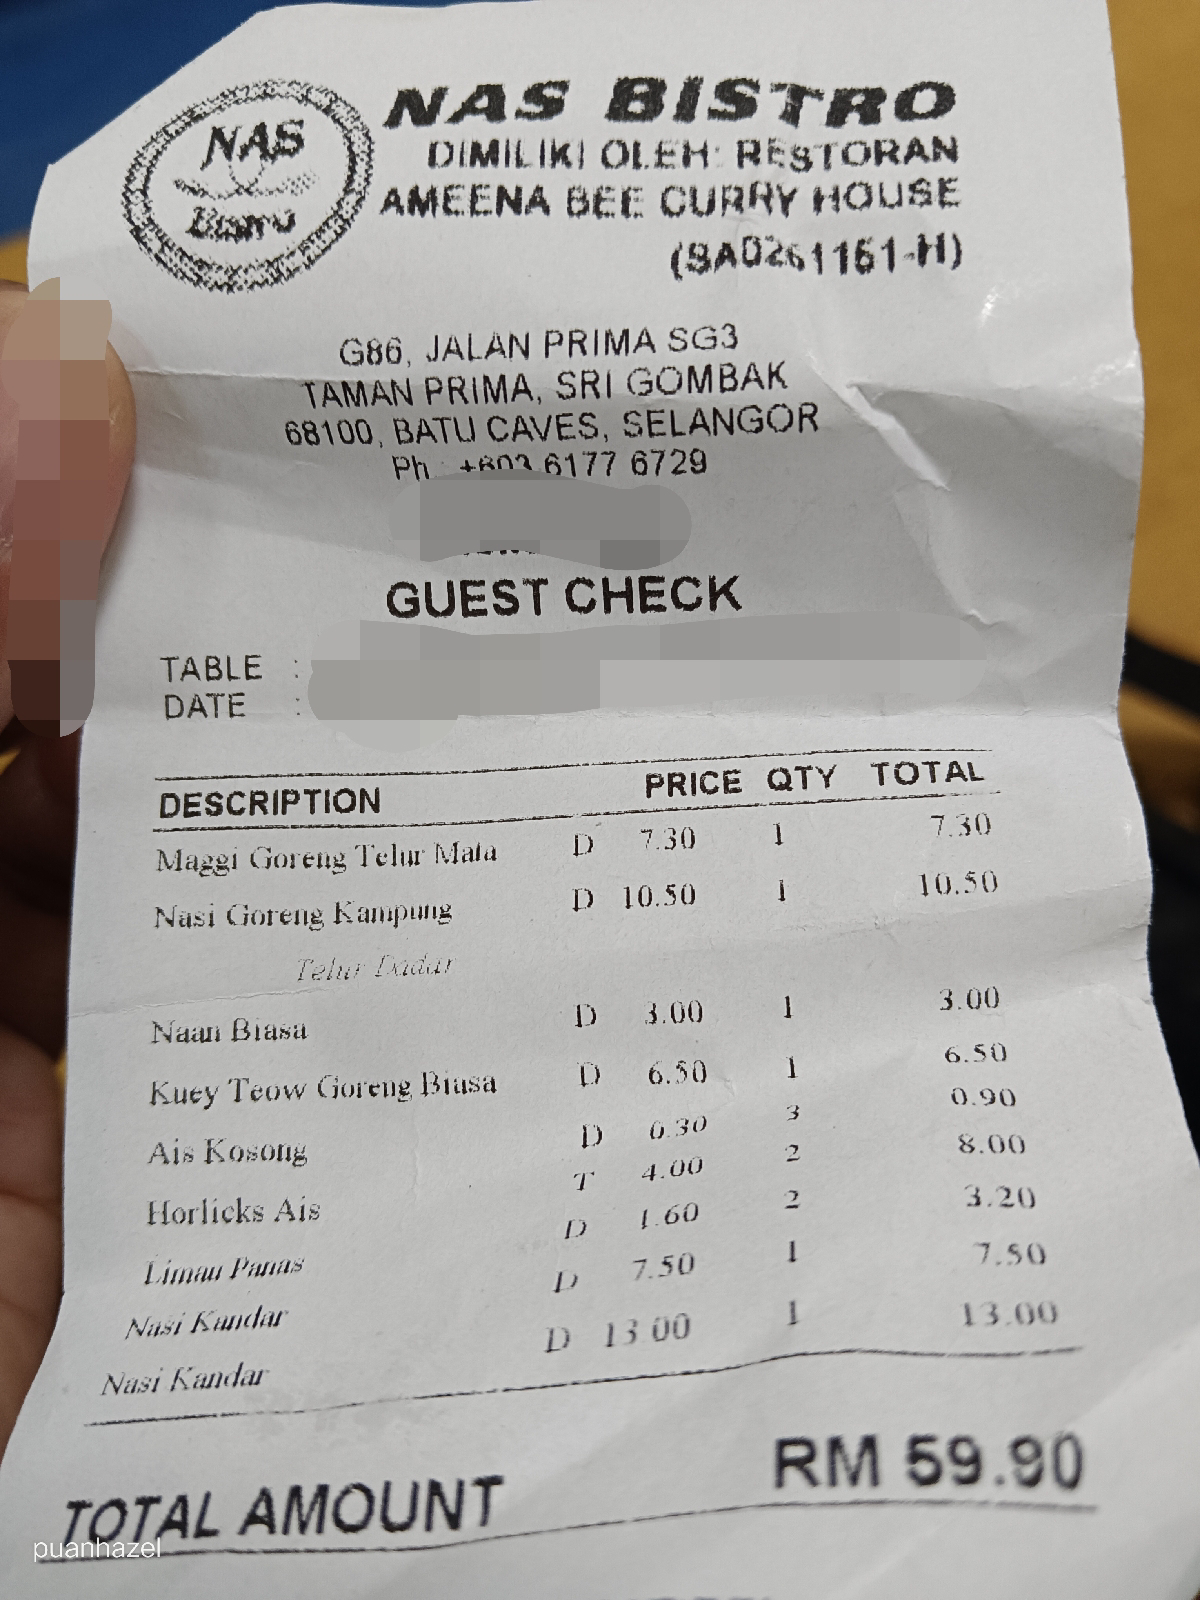 NAS
Bistro
NAS BISTRO
DIMILIKI OLEH: RESTORAN
AMEENA BEE CURRY HOUSE
(SA0261161-H)
G86, JALAN PRIMA SG3
TAMAN PRIMA, SRI GOMBAK
68100, BATU CAVES, SELANGOR
Ph : +603 6177 6729
GUEST CHECK
TABLE :
DATE :
DESCRIPTION PRICE QTY TOTAL
Maggi Goreng Telur Mata D 7.30 1 7.30
Nasi Goreng Kampung D 10.50 1 10.50
Telur Dadar
Naan Biasa D 3.00 1 3.00
Kuey Teow Goreng Biasa D 6.50 1 6.50
Ais Kosong D 0.30 3 0.90
Horlicks Ais T 4.00 2 8.00
Limau Panas D 1.60 2 3.20
Nasi Kandar D 7.50 1 7.50
Nasi Kandar D 13.00 1 13.00
TOTAL AMOUNT RM 59.90
puanhazel